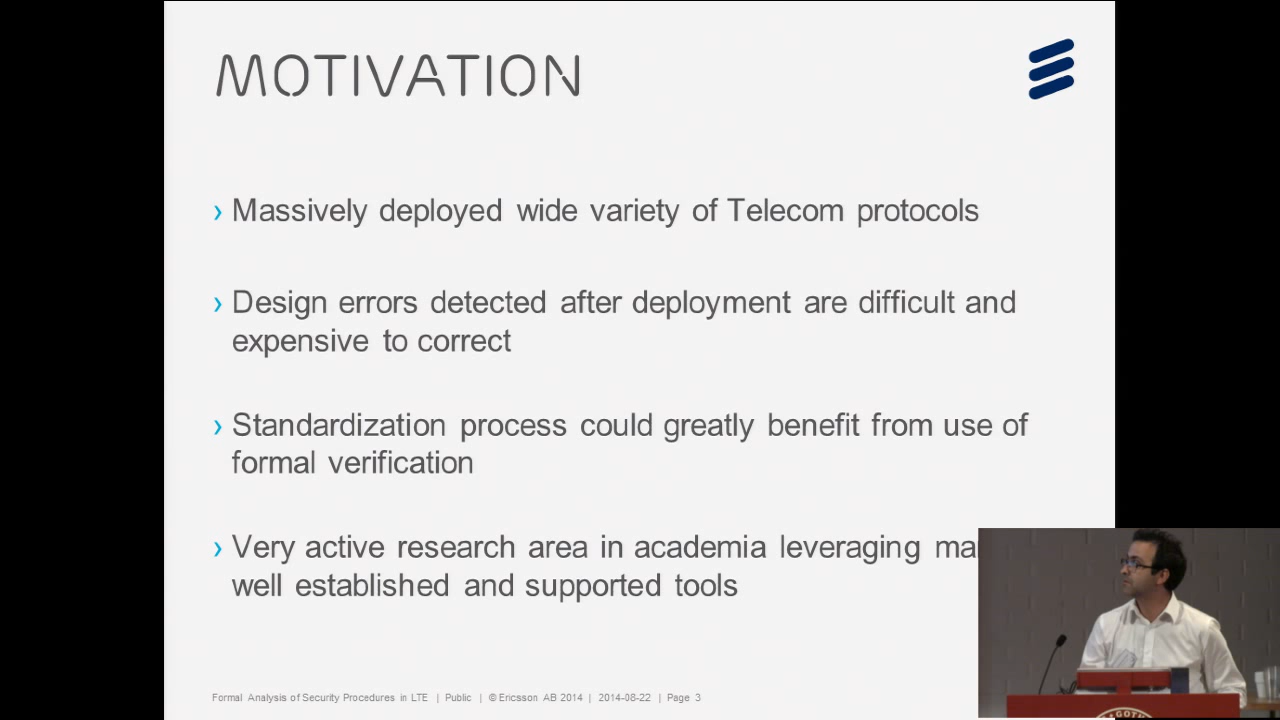 MOTIVATION
› Massively deployed wide variety of Telecom protocols
› Design errors detected after deployment are difficult and
expensive to correct
› Standardization process could greatly benefit from use of
formal verification
› Very active research area in academia leveraging
well established and supported tools
Formal Analysis of Security Procedures in LTE | Public | © Ericsson AB 2014 | 2014-08-22 | Page 3